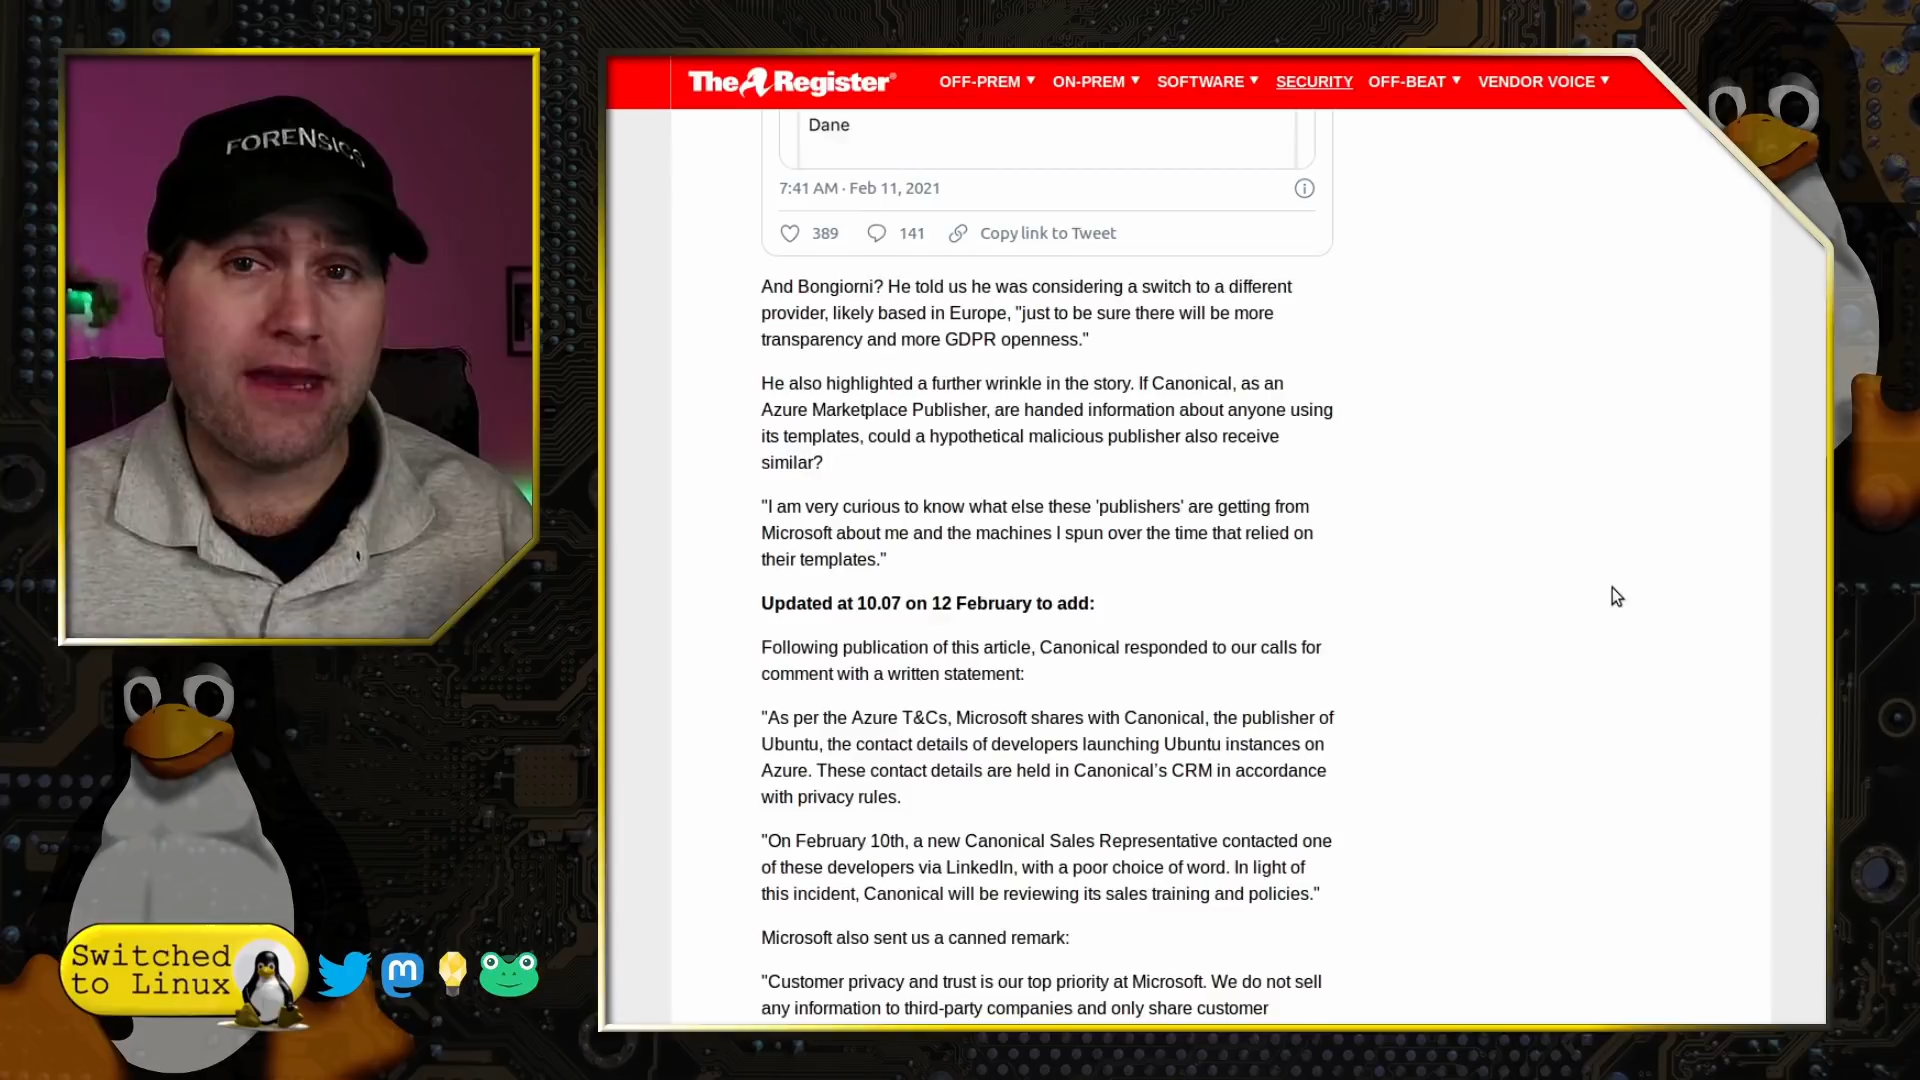 FORENSICS
The Register
OFF-PREM ON-PREM SOFTWARE SECURITY OFF-BEAT VENDOR VOICE
Dane
7:41 AM · Feb 11, 2021
389 141 Copy link to Tweet
And Bongiorni? He told us he was considering a switch to a different
provider, likely based in Europe, "just to be sure there will be more
transparency and more GDPR openness."
He also highlighted a further wrinkle in the story. If Canonical, as an
Azure Marketplace Publisher, are handed information about anyone using
its templates, could a hypothetical malicious publisher also receive
similar?
"I am very curious to know what else these 'publishers' are getting from
Microsoft about me and the machines I spun over the time that relied on
their templates."
Updated at 10.07 on 12 February to add:
Following publication of this article, Canonical responded to our calls for
comment with a written statement:
"As per the Azure T&Cs, Microsoft shares with Canonical, the publisher of
Ubuntu, the contact details of developers launching Ubuntu instances on
Azure. These contact details are held in Canonical’s CRM in accordance
with privacy rules.
"On February 10th, a new Canonical Sales Representative contacted one
of these developers via LinkedIn, with a poor choice of word. In light of
this incident, Canonical will be reviewing its sales training and policies."
Microsoft also sent us a canned remark:
"Customer privacy and trust is our top priority at Microsoft. We do not sell
any information to third-party companies and only share customer
Switched
to Linux